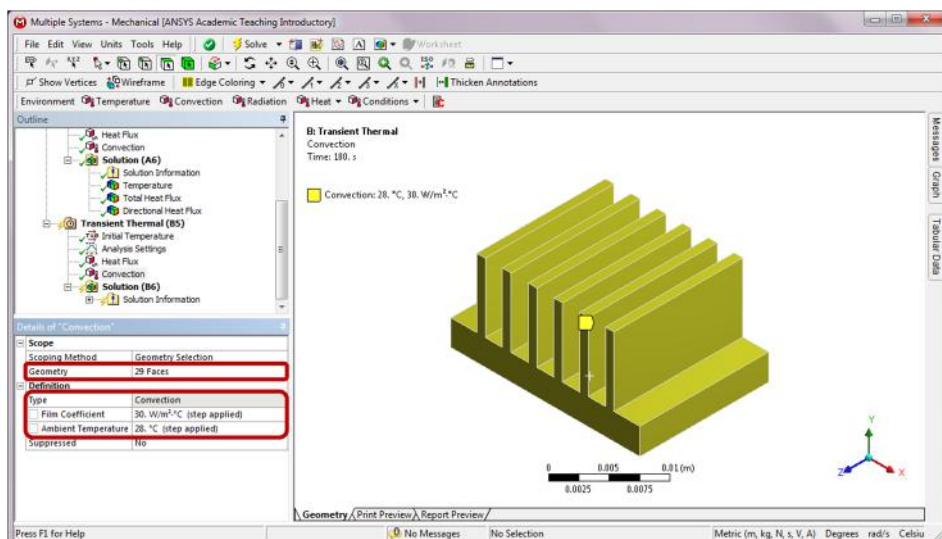 Multiple Systems - Mechanical [ANSYS Academic Teaching Introductory]
File Edit View Units Tools Help Solve Worksheet
Show Vertices Wireframe Edge Coloring Thicken Annotations
Environment Temperature Convection Radiation Heat Conditions
Outline
Heat Flux
Convection
Solution (A6)
Solution Information
Temperature
Total Heat Flux
Directional Heat Flux
Transient Thermal (B5)
Initial Temperature
Analysis Settings
Heat Flux
Convection
Solution (B6)
Solution Information
Details of "Convection"
Scope
Scoping Method Geometry Selection
Geometry 29 Faces
Definition
Type Convection
Film Coefficient 30. W/m²·°C (step applied)
Ambient Temperature 28. °C (step applied)
Suppressed No
B: Transient Thermal
Convection
Time: 180. s
Convection: 28. °C, 30. W/m²·°C
0 0.005 0.01 (m)
0.0025 0.0075
Y
Z X
Geometry Print Preview Report Preview
Messages
Graph
Tabular Data
Press F1 for Help No Messages No Selection Metric (m, kg, N, s, V, A) Degrees rad/s Celsiu